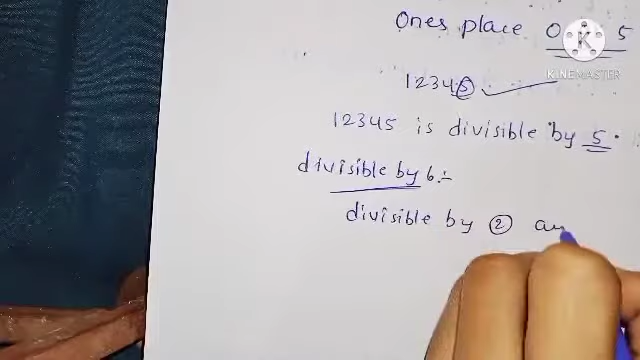 Ones place 0 5
KINEMASTER
12345
12345 is divisible by 5.
divisible by 6:-
divisible by 2